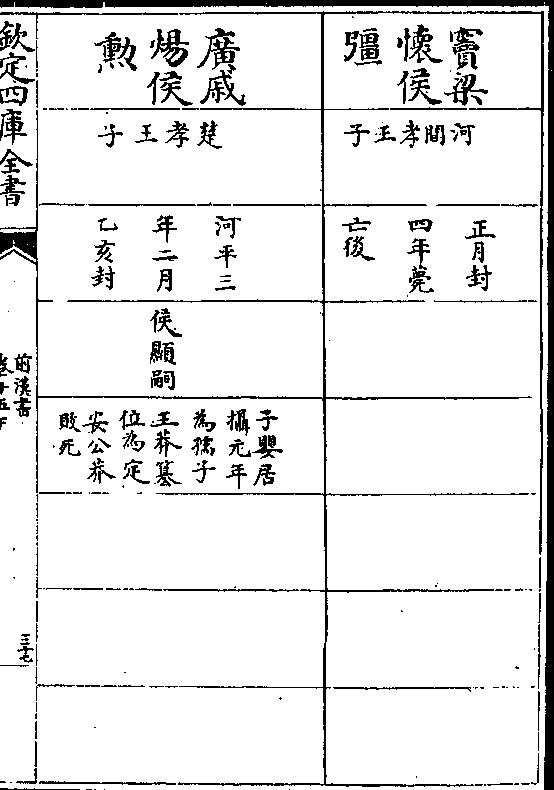 竇梁
懷侯
彊
河間孝王子
正月封
四年薨
亡後
廣戚
煬侯
勲
楚孝王子
河平三
年二月
乙亥封
侯顯嗣
子嬰居
攝元年
為孺子
王莽篡
位為定
安公莽
敗死
欽定四庫全書
前漢書
三十七